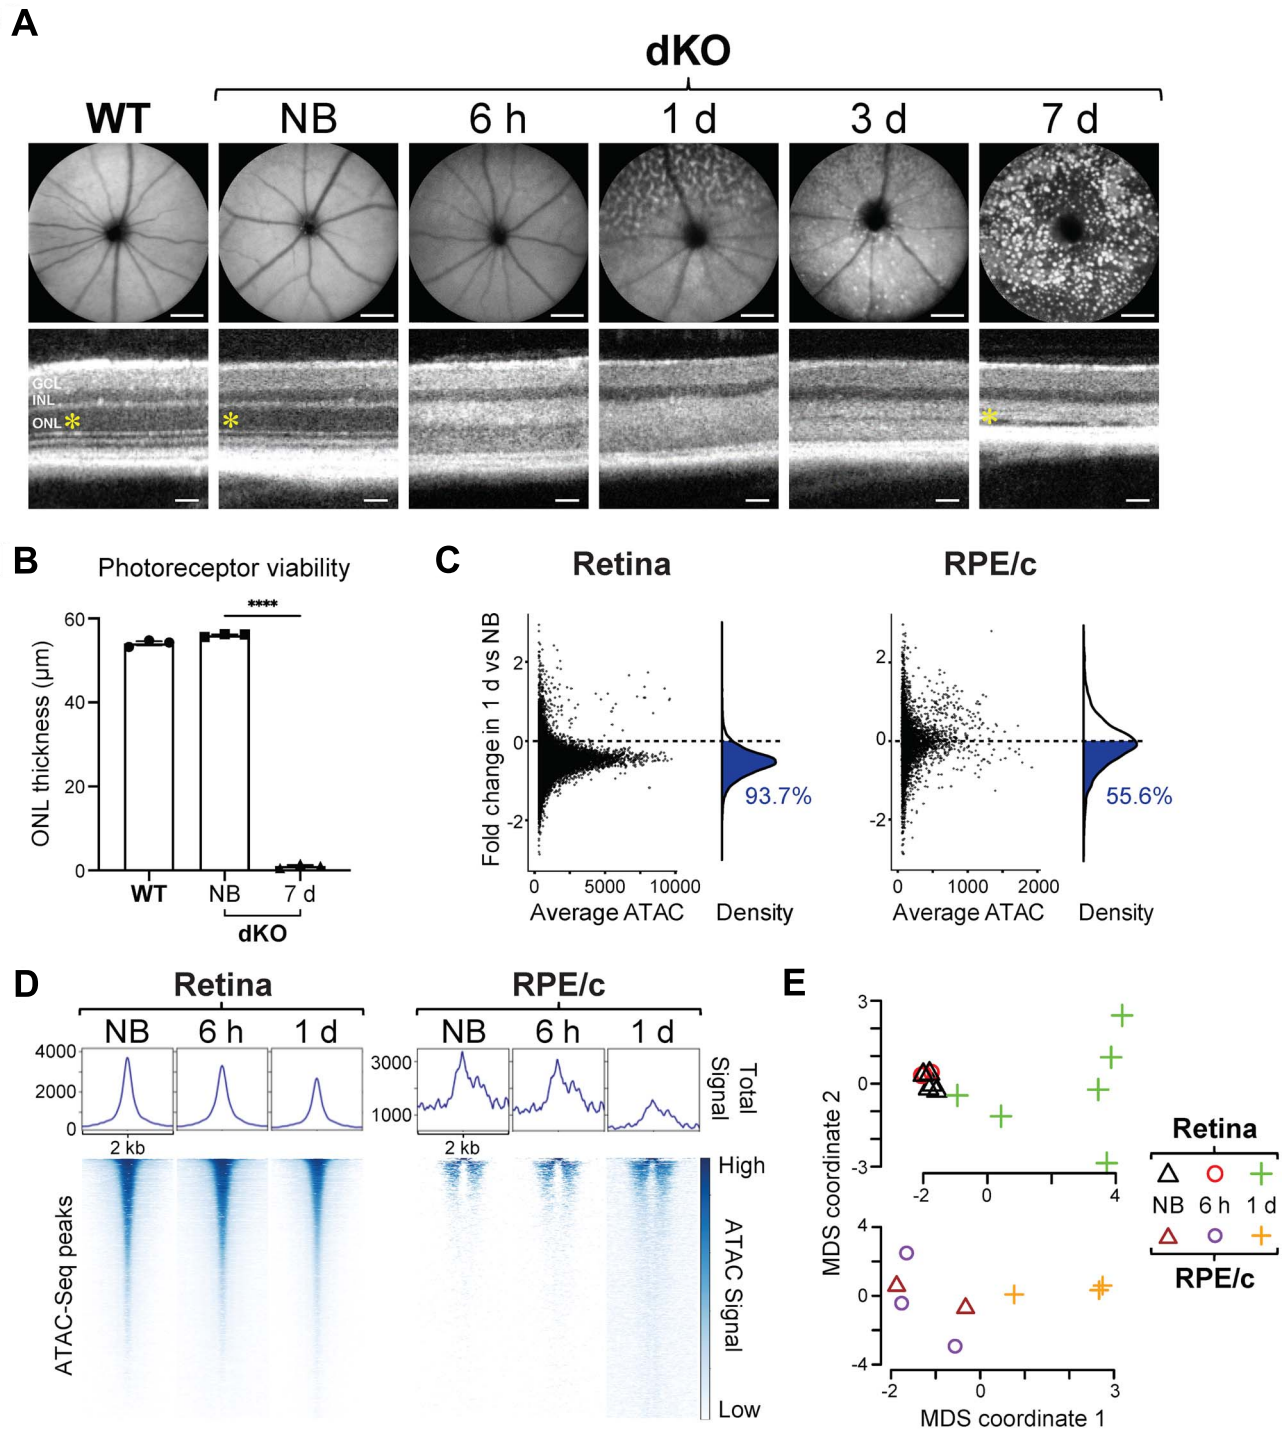 A
dKO
WT NB 6 h 1 d 3 d 7 d
GCL
INL
ONL *
*
*
B
Photoreceptor viability
ONL thickness (µm)
60
40
20
0
****
WT NB 7 d
dKO
C
Retina
RPE/c
Fold change in 1 d vs NB
2
0
-2
93.7%
0 5000 10000
Average ATAC
Density
2
0
-2
55.6%
0 1000 2000
Average ATAC
Density
D
Retina
RPE/c
NB 6 h 1 d
NB 6 h 1 d
4000
2000
0
3000
1000
Total
Signal
2 kb
2 kb
ATAC-Seq peaks
High
ATAC Signal
Low
E
MDS coordinate 2
3
0
-3
-2 0 4
4
0
-4
-2 0 3
MDS coordinate 1
Retina
NB 6 h 1 d
RPE/c